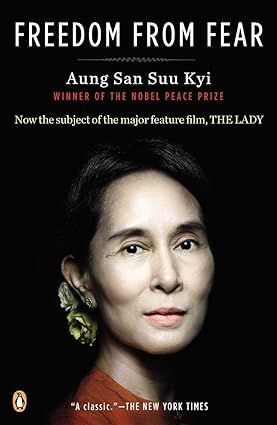 FREEDOM FROM FEAR
Aung San Suu Kyi
WINNER OF THE NOBEL PEACE PRIZE
Now the subject of the major feature film, THE LADY
"A classic."—THE NEW YORK TIMES